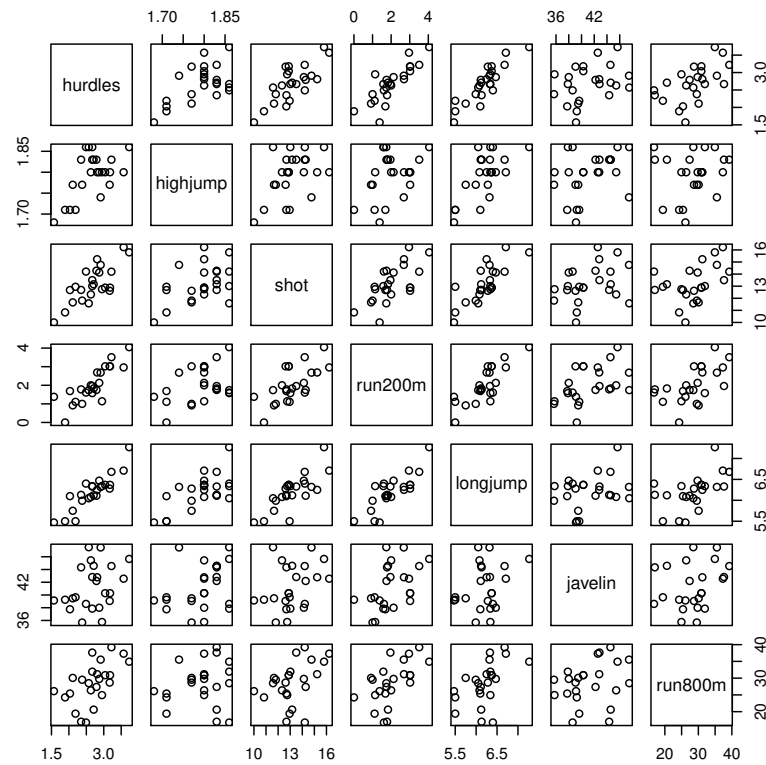 1.70 1.85 0 2 4 36 42
hurdles 1.5 3.0
1.70 1.85 highjump
shot 10 13 16
0 2 4 run200m
longjump 5.5 6.5
36 42 javelin
run800m 20 30 40
1.5 3.0 10 13 16 5.5 6.5 20 30 40